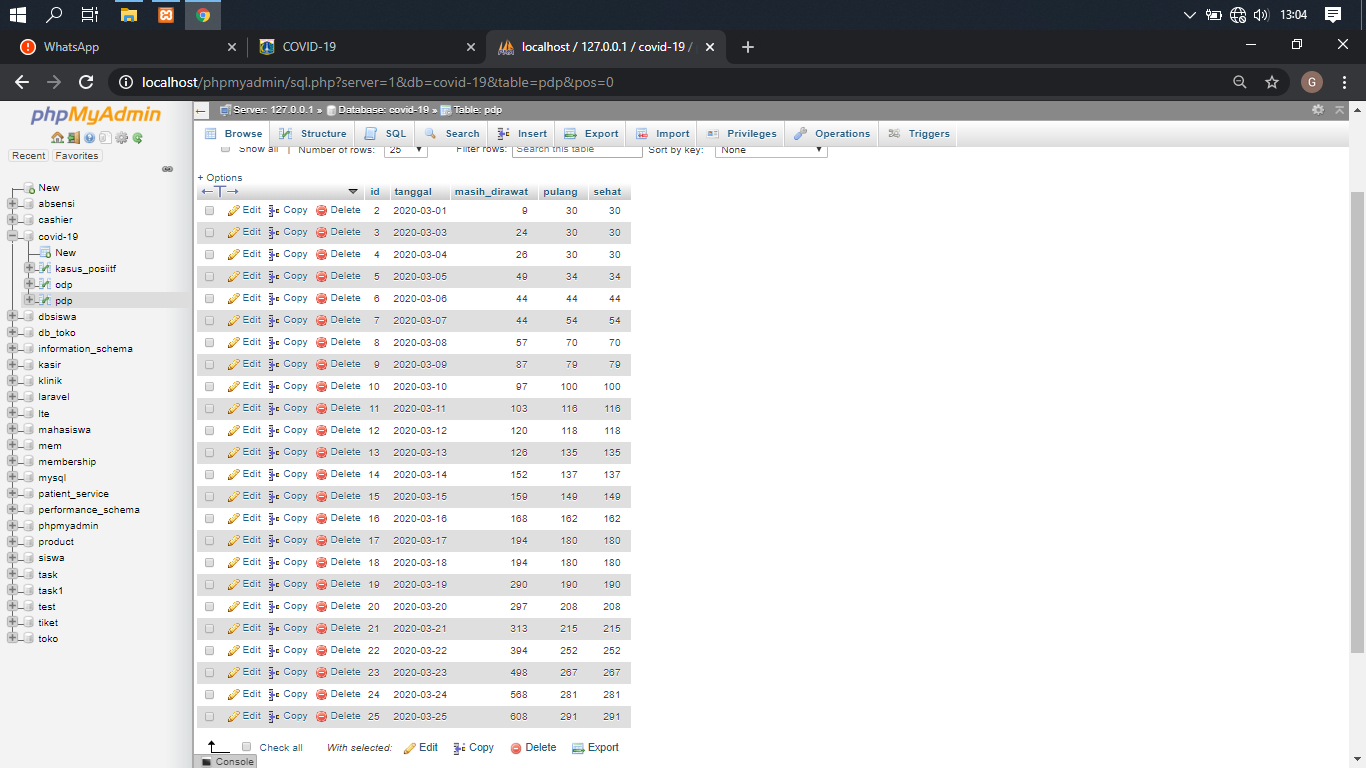 13:04
WhatsApp
COVID-19
localhost / 127.0.0.1 / covid-19 /
localhost/phpmyadmin/sql.php?server=1&db=covid-19&table=pdp&pos=0
G
phpMyAdmin
Recent Favorites
New
absensi
cashier
covid-19
New
kasus_posiitf
odp
pdp
dbsiswa
db_toko
information_schema
kasir
klinik
laravel
lte
mahasiswa
mem
membership
mysql
patient_service
performance_schema
phpmyadmin
product
siswa
task
task1
test
tiket
toko
Server: 127.0.0.1 » Database: covid-19 » Table: pdp
Browse Structure SQL Search Insert Export Import Privileges Operations Triggers
Show all | Number of rows: 25 Filter rows: Search this table Sort by key: None
+ Options
←T→ id tanggal masih_dirawat pulang sehat
Edit Copy Delete 2 2020-03-01 9 30 30
Edit Copy Delete 3 2020-03-03 24 30 30
Edit Copy Delete 4 2020-03-04 26 30 30
Edit Copy Delete 5 2020-03-05 49 34 34
Edit Copy Delete 6 2020-03-06 44 44 44
Edit Copy Delete 7 2020-03-07 44 54 54
Edit Copy Delete 8 2020-03-08 57 70 70
Edit Copy Delete 9 2020-03-09 87 79 79
Edit Copy Delete 10 2020-03-10 97 100 100
Edit Copy Delete 11 2020-03-11 103 116 116
Edit Copy Delete 12 2020-03-12 120 118 118
Edit Copy Delete 13 2020-03-13 126 135 135
Edit Copy Delete 14 2020-03-14 152 137 137
Edit Copy Delete 15 2020-03-15 159 149 149
Edit Copy Delete 16 2020-03-16 168 162 162
Edit Copy Delete 17 2020-03-17 194 180 180
Edit Copy Delete 18 2020-03-18 194 180 180
Edit Copy Delete 19 2020-03-19 290 190 190
Edit Copy Delete 20 2020-03-20 297 208 208
Edit Copy Delete 21 2020-03-21 313 215 215
Edit Copy Delete 22 2020-03-22 394 252 252
Edit Copy Delete 23 2020-03-23 498 267 267
Edit Copy Delete 24 2020-03-24 568 281 281
Edit Copy Delete 25 2020-03-25 608 291 291
Check all With selected: Edit Copy Delete Export
Console